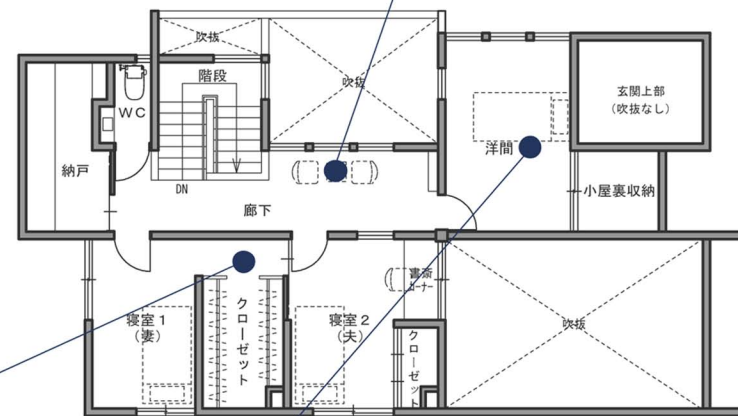 吹抜
階段
吹抜
玄関上部
（吹抜なし）
WC
洋間
納戸
DN
小屋裏収納
廊下
書斎
コーナー
クローゼット
吹抜
寝室1
（妻）
寝室2
（夫）
クローゼット